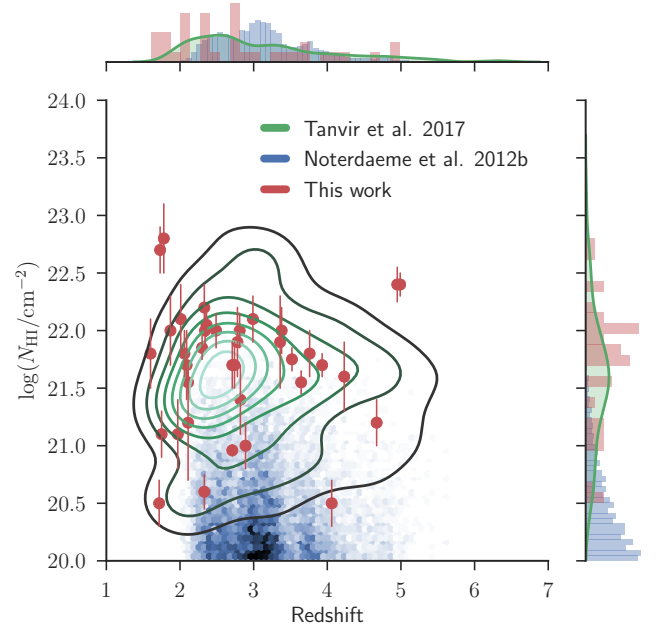 24.0
23.5
23.0
22.5
22.0
21.5
21.0
20.5
20.0
log(N_HI/cm^−2)
Tanvir et al. 2017
Noterdaeme et al. 2012b
This work
1 2 3 4 5 6 7
Redshift